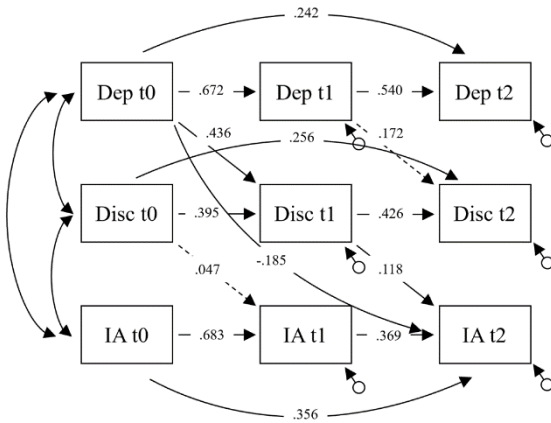 .242
Dep t0 .672 Dep t1 .540 Dep t2
.436 .256 .172
Disc t0 .395 Disc t1 .426 Disc t2
.047 -.185 .118
IA t0 .683 IA t1 .369 IA t2
.356